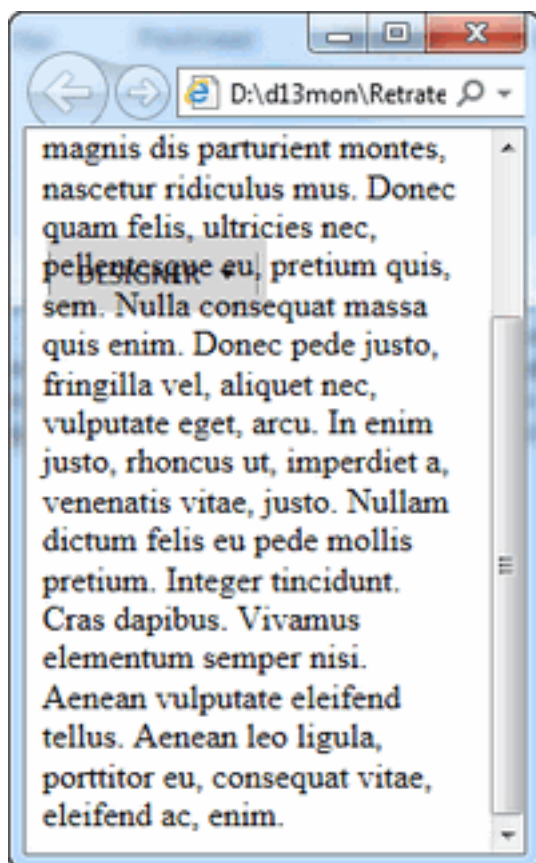 D:\d13mon\Retrate
magnis dis parturient montes,
nascetur ridiculus mus. Donec
quam felis, ultricies nec,
pellentesque eu, pretium quis,
DESIGNER
sem. Nulla consequat massa
quis enim. Donec pede justo,
fringilla vel, aliquet nec,
vulputate eget, arcu. In enim
justo, rhoncus ut, imperdiet a,
venenatis vitae, justo. Nullam
dictum felis eu pede mollis
pretium. Integer tincidunt.
Cras dapibus. Vivamus
elementum semper nisi.
Aenean vulputate eleifend
tellus. Aenean leo ligula,
porttitor eu, consequat vitae,
eleifend ac, enim.